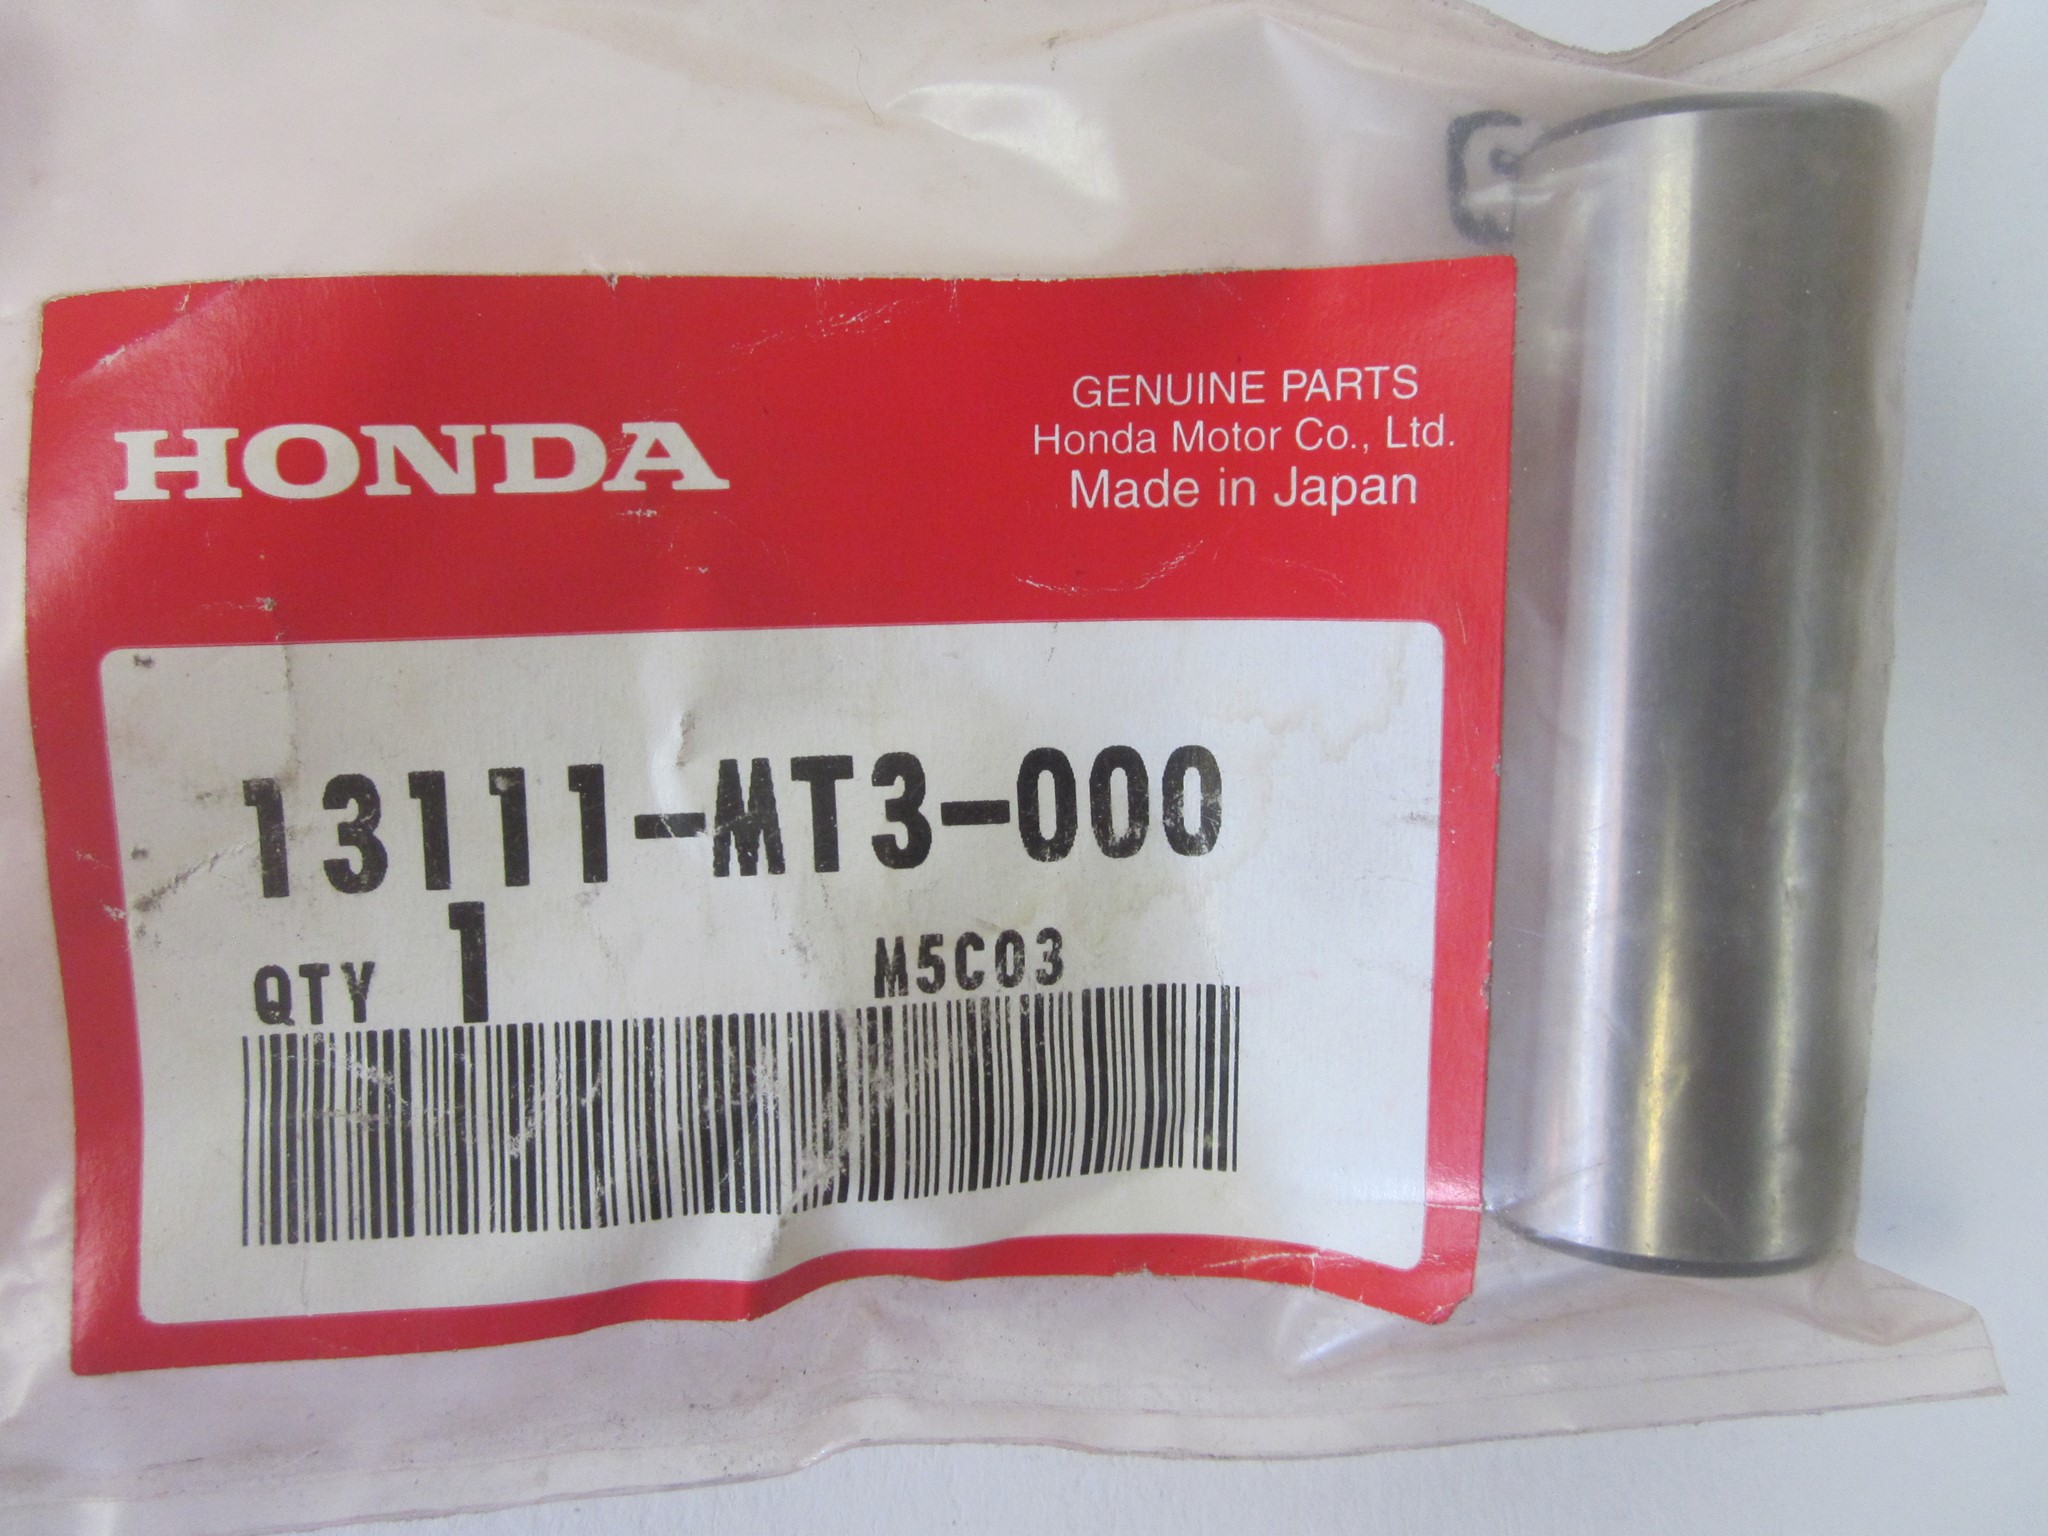 HONDA
GENUINE PARTS
Honda Motor Co., Ltd.
Made in Japan
13111-MT3-000
QTY 1 M5C03